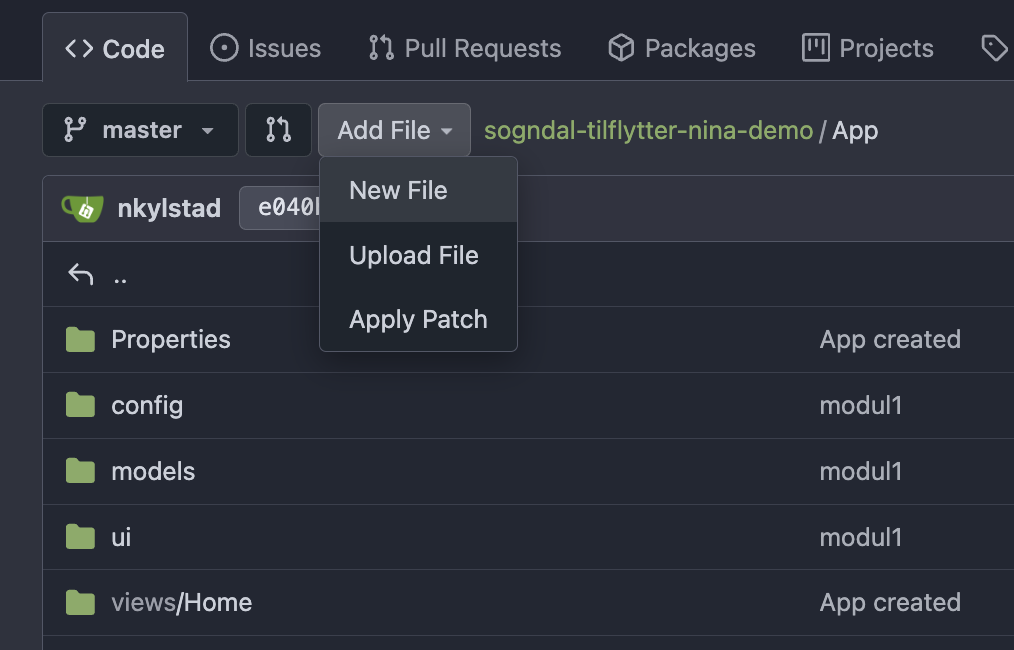 Code Issues Pull Requests Packages Projects
master Add File sogndal-tilflytter-nina-demo / App
New File
nkylstad e040
Upload File
..
Apply Patch
Properties App created
config modul1
models modul1
ui modul1
views/Home App created